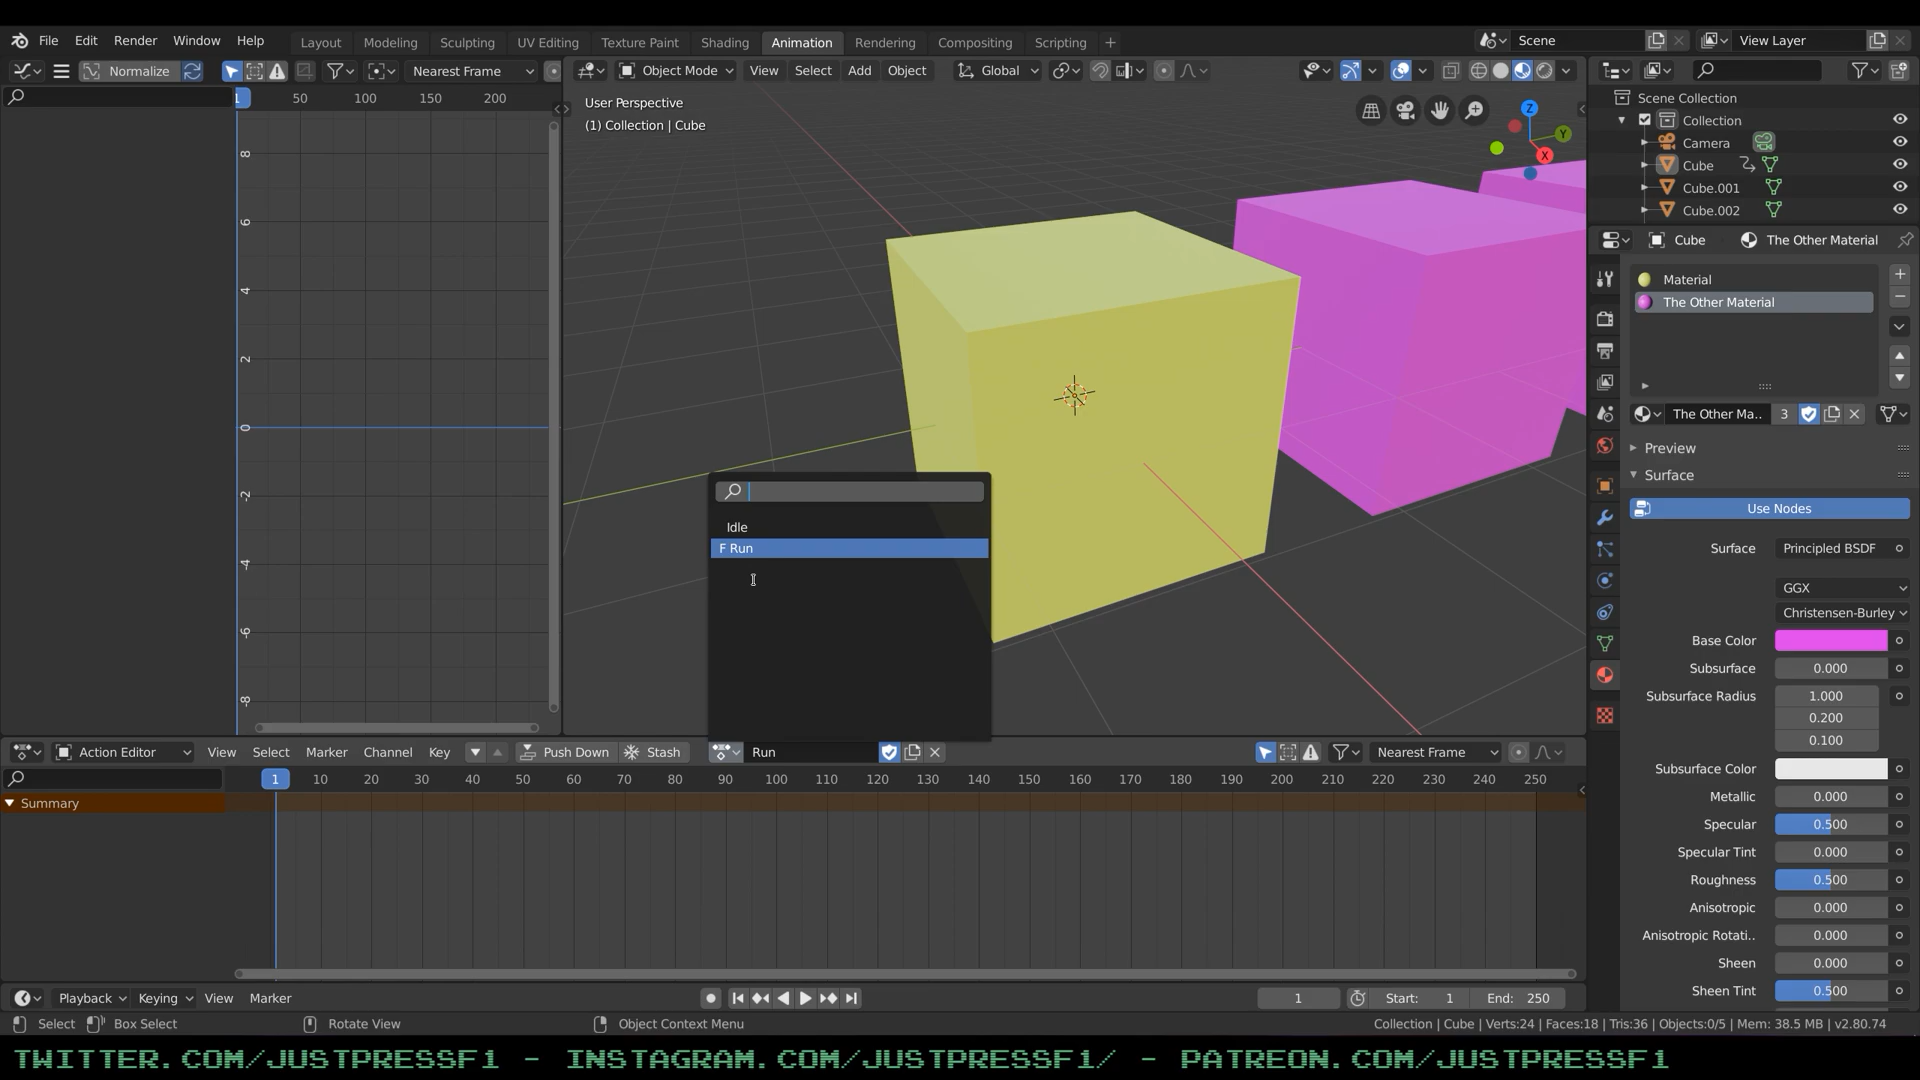 File Edit Render Window Help Layout Modeling Sculpting UV Editing Texture Paint Shading Animation Rendering Compositing Scripting + Scene View Layer
Normalize Nearest Frame Object Mode View Select Add Object Global
1 50 100 150 200
8
6
4
2
0
-2
-4
-6
-8
User Perspective
(1) Collection | Cube
Z
Y
X
Idle
F Run
Scene Collection
Collection
Camera
Cube
Cube.001
Cube.002
Cube The Other Material
Material
The Other Material
The Other Ma.. 3
Preview
Surface
Use Nodes
Surface Principled BSDF
GGX
Christensen-Burley
Base Color
Subsurface 0.000
Subsurface Radius 1.000
0.200
0.100
Subsurface Color
Metallic 0.000
Specular 0.500
Specular Tint 0.000
Roughness 0.500
Anisotropic 0.000
Anisotropic Rotati.. 0.000
Sheen 0.000
Sheen Tint 0.500
Action Editor View Select Marker Channel Key Push Down Stash Run Nearest Frame
1 10 20 30 40 50 60 70 80 90 100 110 120 130 140 150 160 170 180 190 200 210 220 230 240 250
Summary
Playback Keying View Marker 1 Start: 1 End: 250
Select Box Select Rotate View Object Context Menu Collection | Cube | Verts:24 | Faces:18 | Tris:36 | Objects:0/5 | Mem: 38.5 MB | v2.80.74
TWITTER.COM/JUSTPRESSF1 - INSTAGRAM.COM/JUSTPRESSF1/ - PATREON.COM/JUSTPRESSF1